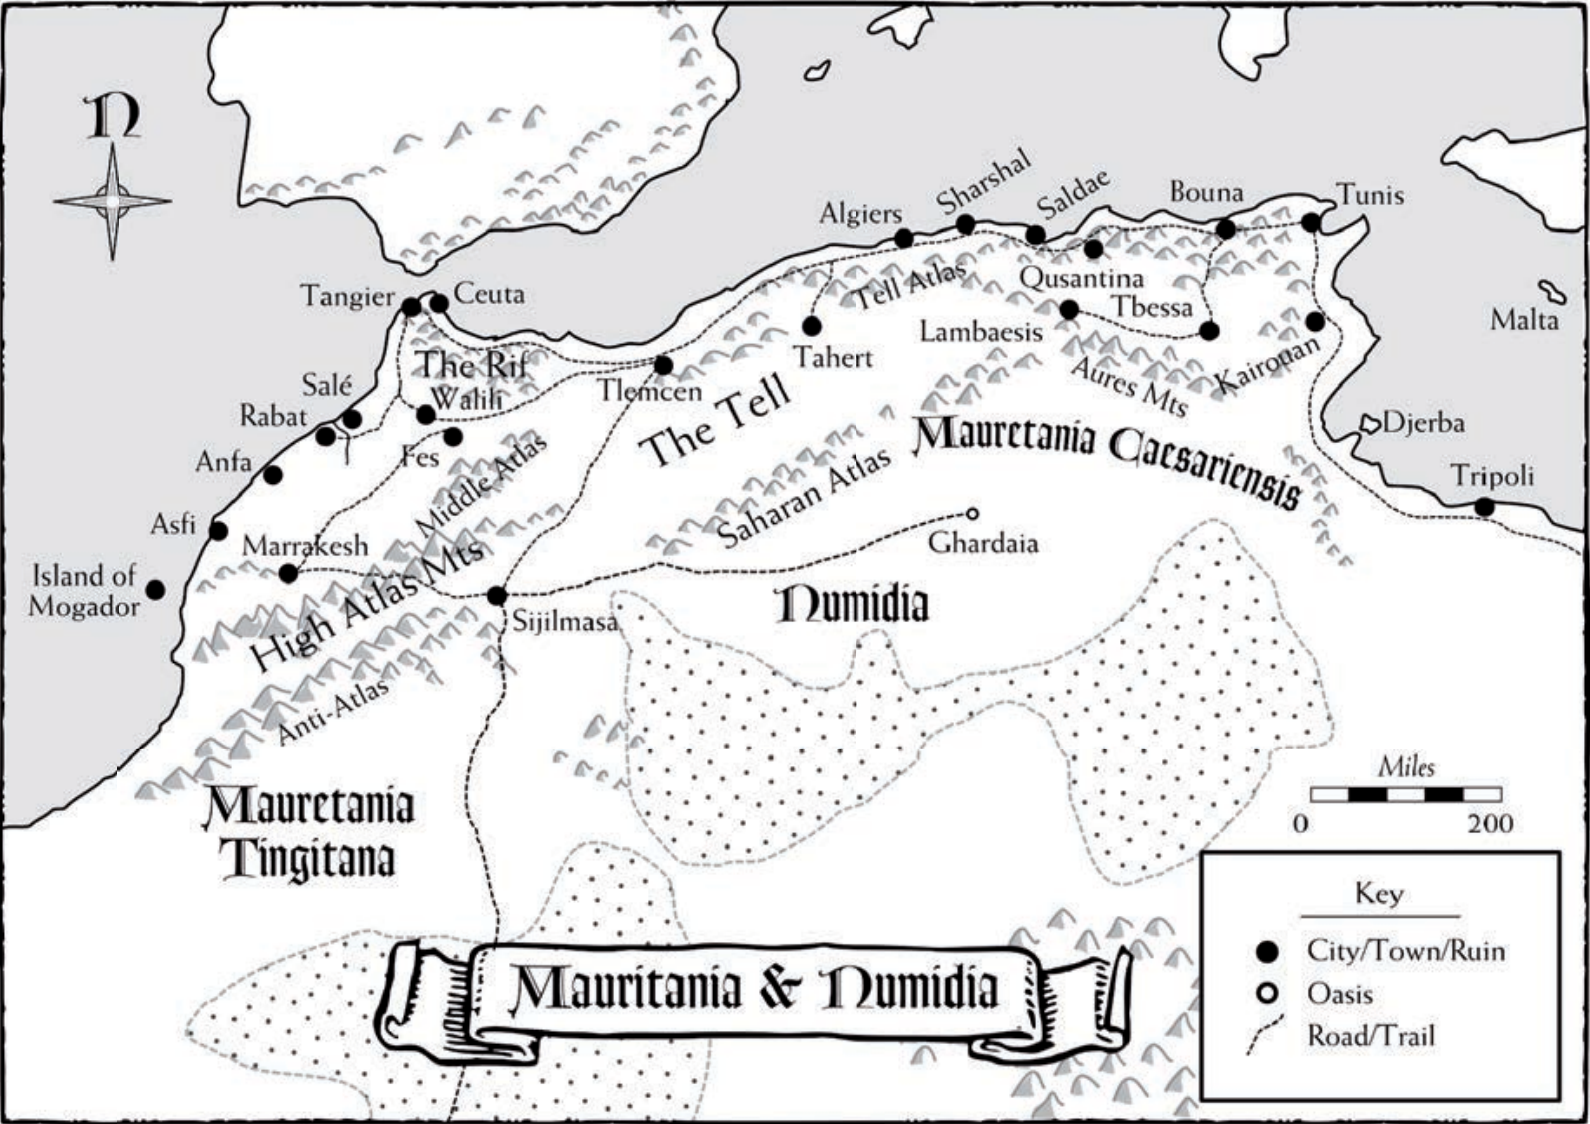 N
Sharshal
Saldae
Bouna
Tunis
Algiers
Tangier
Ceuta
Tell Atlas
Qusantina
Tbessa
Malta
Lambaesis
Tahert
The Rif
Walili
Tlemcen
Salé
Rabat
Aures Mts
Kairouan
The Tell
Djerba
Anfa
Fes
Middle Atlas
Mauretania Caesariensis
Saharan Atlas
Tripoli
Asfi
Marrakesh
Ghardaia
Island of
Mogador
High Atlas Mts
Numidia
Sijilmasa
Anti-Atlas
Mauretania
Tingitana
Miles
0 200
Key
City/Town/Ruin
Oasis
Road/Trail
Mauritania & Numidia